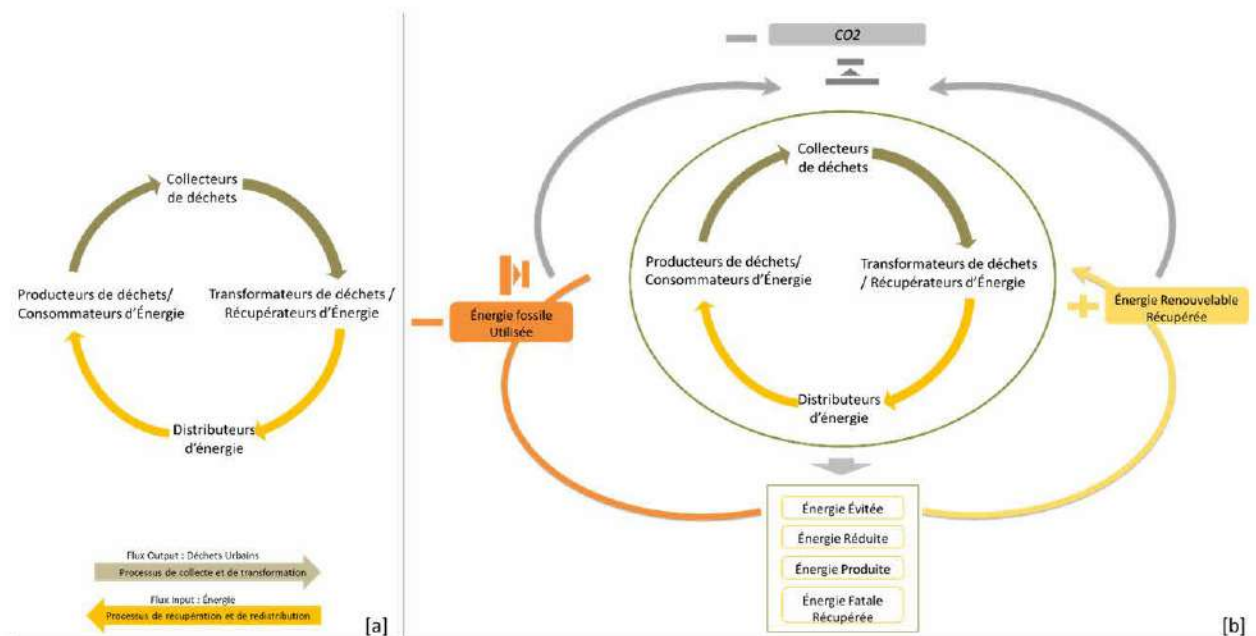 Collecteurs
de déchets
Producteurs de déchets/
Consommateurs d'Énergie
Transformateurs de déchets /
Récupérateurs d'Énergie
Distributeurs
d'énergie
Flux Output : Déchets Urbains
Processus de collecte et de transformation
Flux Input : Énergie
Processus de récupération et de redistribution
[a]
CO2
Collecteurs
de déchets
Producteurs de déchets/
Consommateurs d'Énergie
Transformateurs de déchets
/ Récupérateurs d'Énergie
Distributeurs
d'énergie
Énergie fossile
Utilisée
Énergie Renouvelable
Récupérée
Énergie Évitée
Énergie Réduite
Énergie Produite
Énergie Fatale
Récupérée
[b]